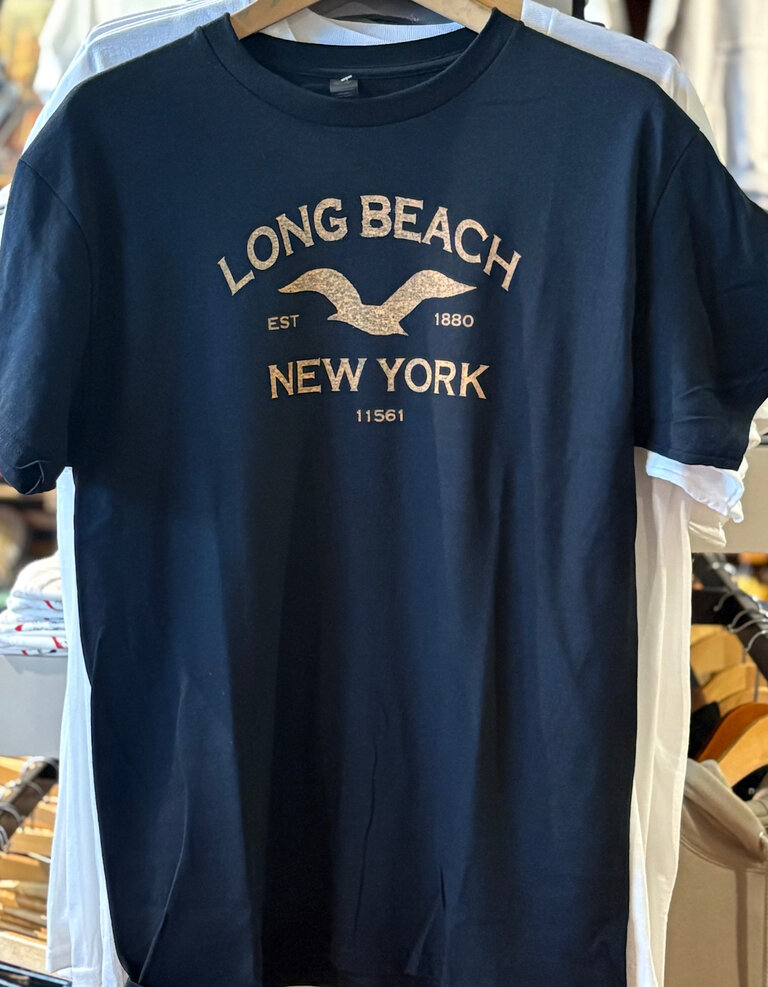 LONG BEACH
EST 1880
NEW YORK
11561